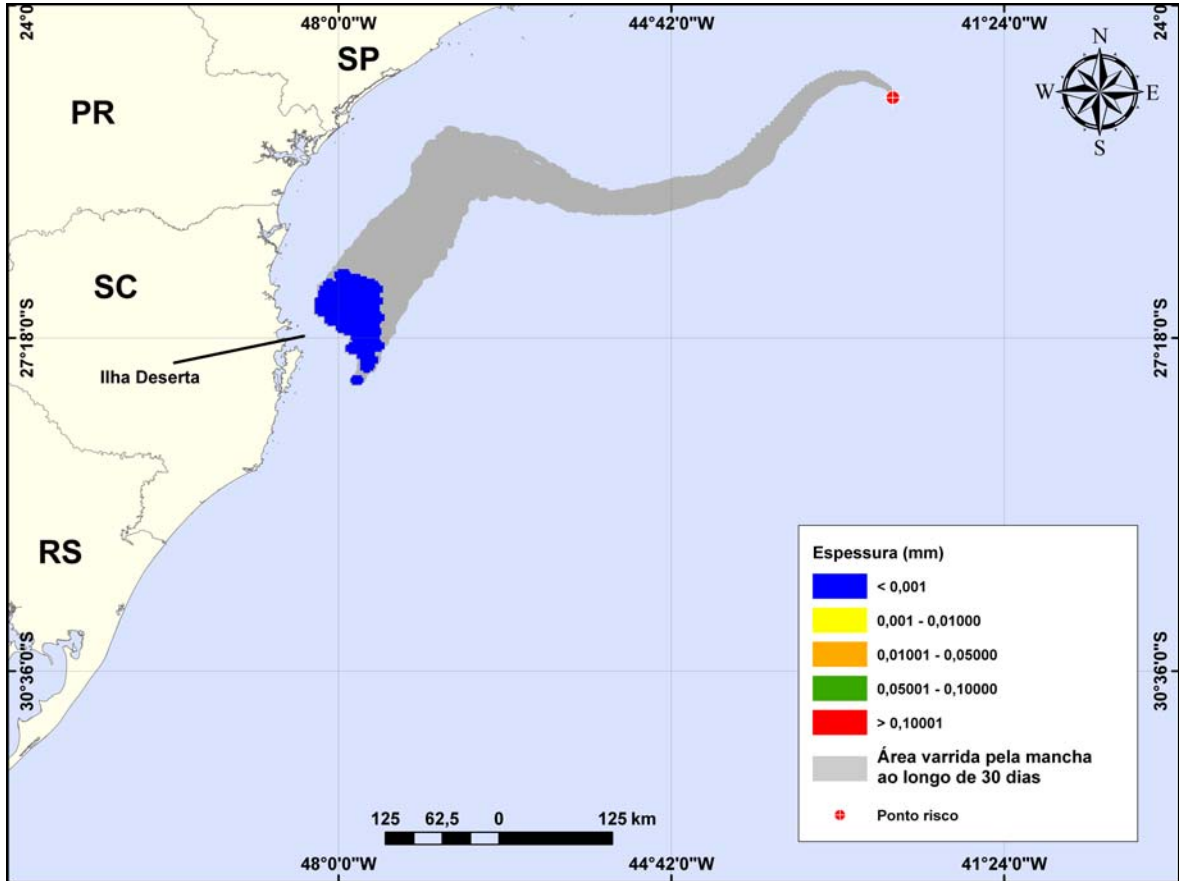 48°0'0"W 44°42'0"W 41°24'0"W
24°0
24°0
SP
PR
N
W E
S
SC
27°18'0"S
27°18'0"S
Ilha Deserta
RS
30°36'0"S
30°36'0"S
Espessura (mm)
< 0,001
0,001 - 0,01000
0,01001 - 0,05000
0,05001 - 0,10000
> 0,10001
Área varrida pela mancha
ao longo de 30 dias
Ponto risco
125 62,5 0 125 km
48°0'0"W 44°42'0"W 41°24'0"W